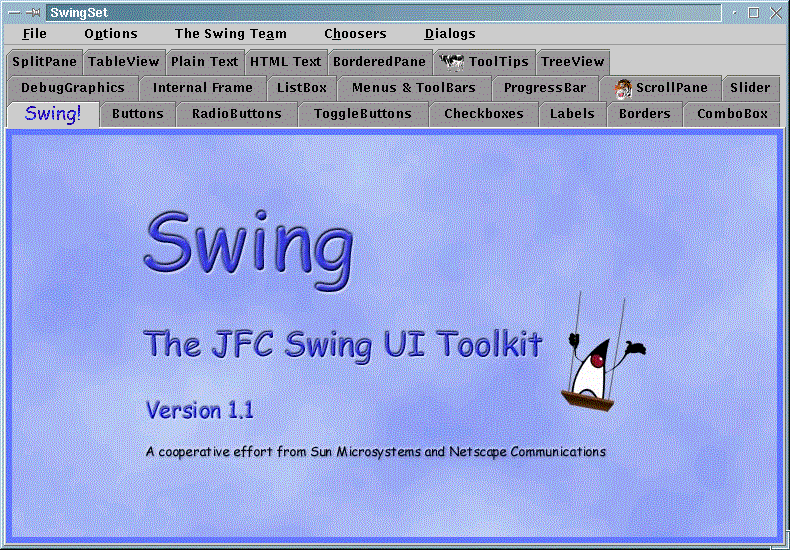 SwingSet
File Options The Swing Team Choosers Dialogs
SplitPane TableView Plain Text HTML Text BorderedPane ToolTips TreeView
DebugGraphics Internal Frame ListBox Menus & ToolBars ProgressBar ScrollPane Slider
Swing! Buttons RadioButtons ToggleButtons Checkboxes Labels Borders ComboBox
Swing
The JFC Swing UI Toolkit
Version 1.1
A cooperative effort from Sun Microsystems and Netscape Communications